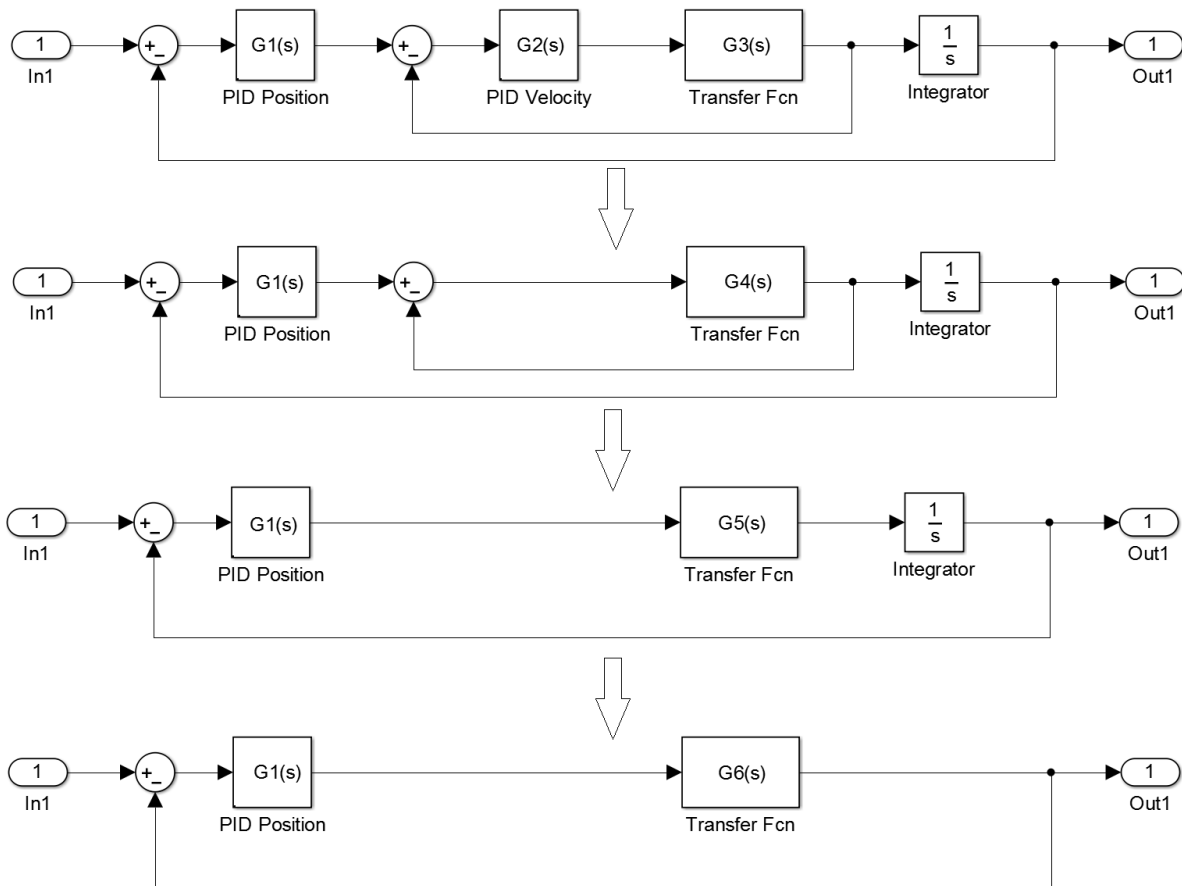 1 + - G1(s) + - G2(s) G3(s) 1/s 1
In1 PID Position PID Velocity Transfer Fcn Integrator Out1
1 + - G1(s) + - G4(s) 1/s 1
In1 PID Position Transfer Fcn Integrator Out1
1 + - G1(s) G5(s) 1/s 1
In1 PID Position Transfer Fcn Integrator Out1
1 + - G1(s) G6(s) 1
In1 PID Position Transfer Fcn Out1